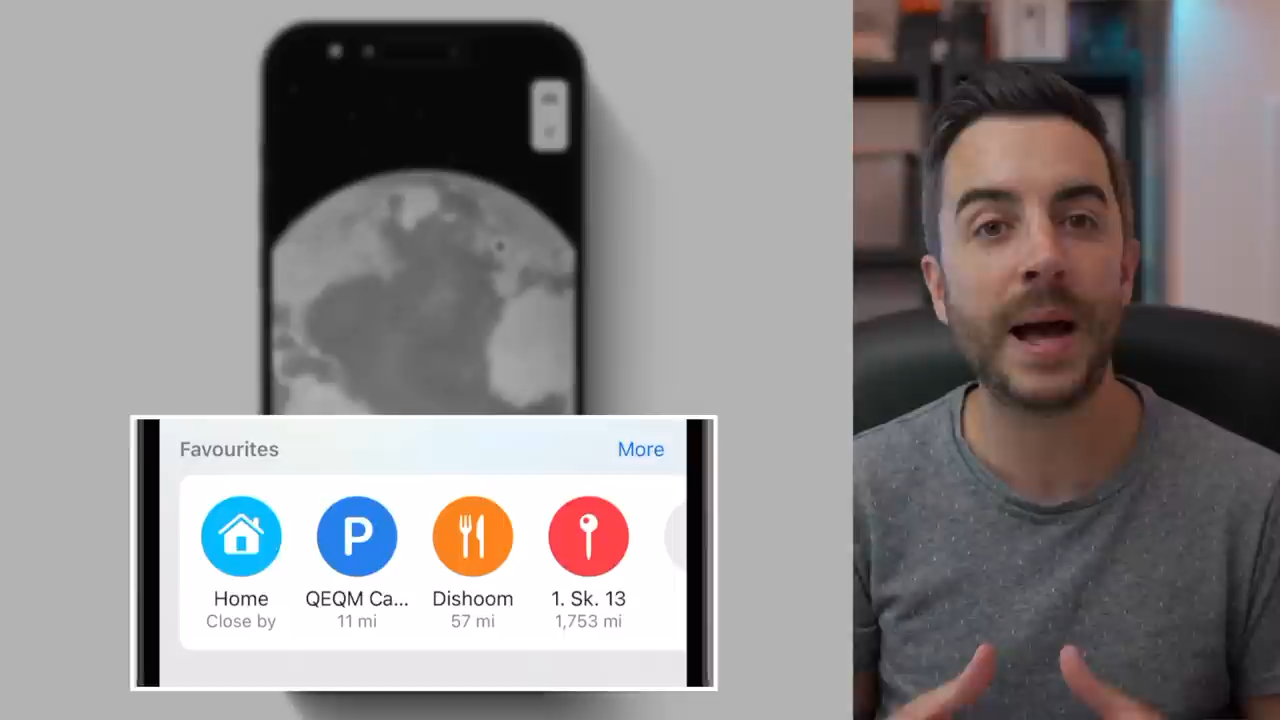 Favourites More
P
Home QEQM Ca... Dishoom 1. Sk. 13
Close by 11 mi 57 mi 1,753 mi